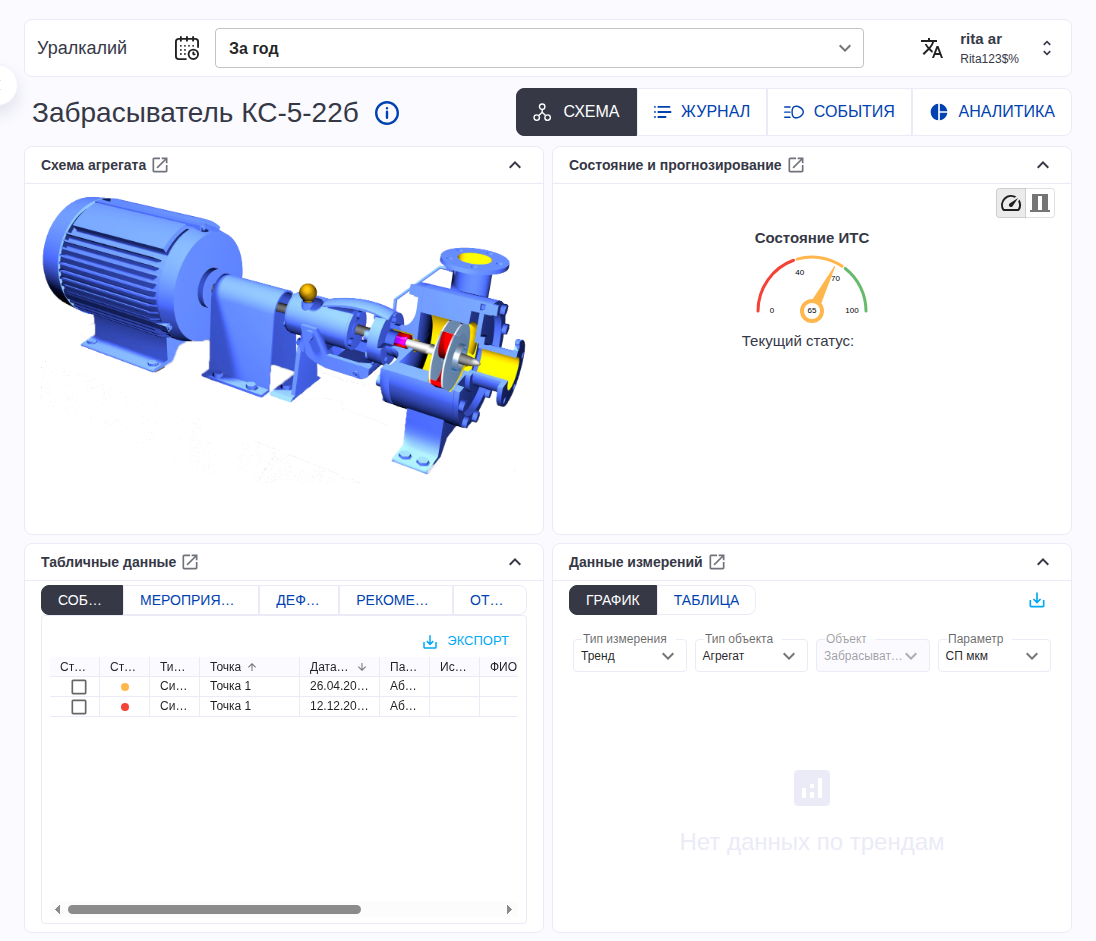 Уралкалий
За год
rita ar
Rita123$%
Забрасыватель КС-5-22б
СХЕМА
ЖУРНАЛ
СОБЫТИЯ
АНАЛИТИКА
Схема агрегата
Состояние и прогнозирование
Состояние ИТС
40
70
0
65
100
Текущий статус:
Табличные данные
СОБ…
МЕРОПРИЯ…
ДЕФ…
РЕКОМЕ…
ОТ…
ЭКСПОРТ
Ст… Ст… Ти… Точка Дата… Па… Ис… ФИО
Си… Точка 1 26.04.20… Аб…
Си… Точка 1 12.12.20… Аб…
Данные измерений
ГРАФИК
ТАБЛИЦА
Тип измерения
Тренд
Тип объекта
Агрегат
Объект
Забрасыват…
Параметр
СП мкм
Нет данных по трендам